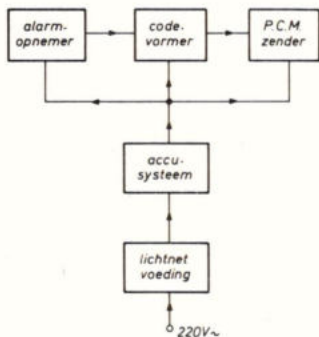 alarm-
opnemer
code-
vormer
P.C.M.
zender
accu-
systeem
lichtnet
voeding
220V~